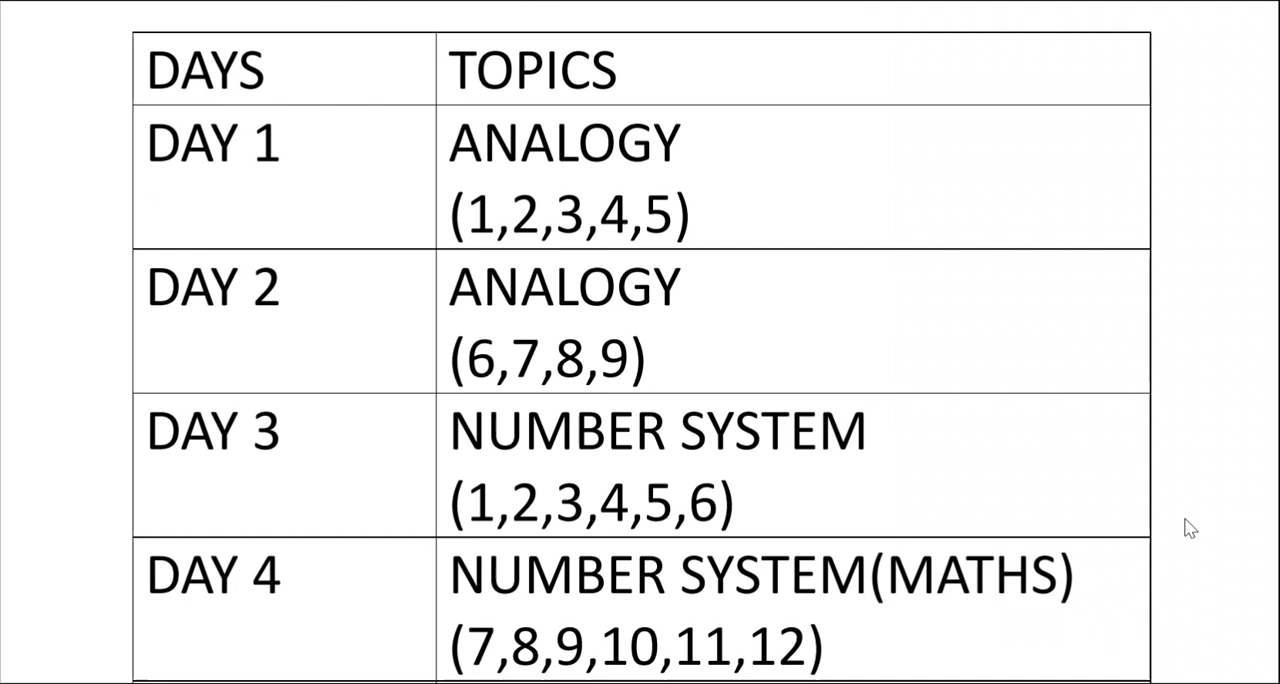 DAYS TOPICS
DAY 1 ANALOGY
(1,2,3,4,5)
DAY 2 ANALOGY
(6,7,8,9)
DAY 3 NUMBER SYSTEM
(1,2,3,4,5,6)
DAY 4 NUMBER SYSTEM(MATHS)
(7,8,9,10,11,12)